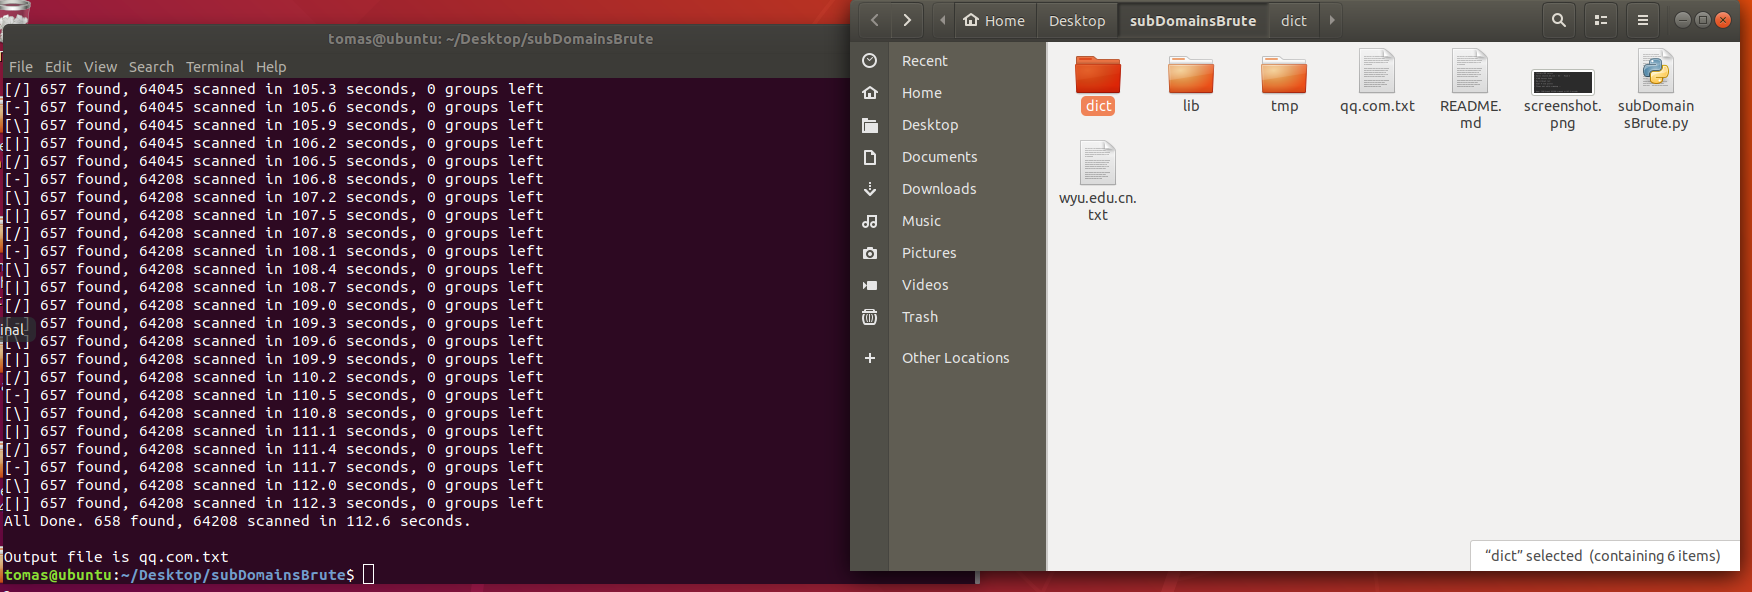 tomas@ubuntu: ~/Desktop/subDomainsBrute
File Edit View Search Terminal Help
[/] 657 found, 64045 scanned in 105.3 seconds, 0 groups left
[-] 657 found, 64045 scanned in 105.6 seconds, 0 groups left
[\] 657 found, 64045 scanned in 105.9 seconds, 0 groups left
[|] 657 found, 64045 scanned in 106.2 seconds, 0 groups left
[/] 657 found, 64045 scanned in 106.5 seconds, 0 groups left
[-] 657 found, 64208 scanned in 106.8 seconds, 0 groups left
[\] 657 found, 64208 scanned in 107.2 seconds, 0 groups left
[|] 657 found, 64208 scanned in 107.5 seconds, 0 groups left
[/] 657 found, 64208 scanned in 107.8 seconds, 0 groups left
[-] 657 found, 64208 scanned in 108.1 seconds, 0 groups left
[\] 657 found, 64208 scanned in 108.4 seconds, 0 groups left
[|] 657 found, 64208 scanned in 108.7 seconds, 0 groups left
[/] 657 found, 64208 scanned in 109.0 seconds, 0 groups left
657 found, 64208 scanned in 109.3 seconds, 0 groups left
inal
[\] 657 found, 64208 scanned in 109.6 seconds, 0 groups left
[|] 657 found, 64208 scanned in 109.9 seconds, 0 groups left
[/] 657 found, 64208 scanned in 110.2 seconds, 0 groups left
[-] 657 found, 64208 scanned in 110.5 seconds, 0 groups left
[\] 657 found, 64208 scanned in 110.8 seconds, 0 groups left
[|] 657 found, 64208 scanned in 111.1 seconds, 0 groups left
[/] 657 found, 64208 scanned in 111.4 seconds, 0 groups left
[-] 657 found, 64208 scanned in 111.7 seconds, 0 groups left
[\] 657 found, 64208 scanned in 112.0 seconds, 0 groups left
[|] 657 found, 64208 scanned in 112.3 seconds, 0 groups left
All Done. 658 found, 64208 scanned in 112.6 seconds.
Output file is qq.com.txt
tomas@ubuntu:~/Desktop/subDomainsBrute$
Home Desktop subDomainsBrute dict
Recent
Home
Desktop
Documents
Downloads
Music
Pictures
Videos
Trash
Other Locations
dict
lib
tmp
qq.com.txt
README.
md
screenshot.
png
subDomain
sBrute.py
wyu.edu.cn.
txt
“dict” selected (containing 6 items)